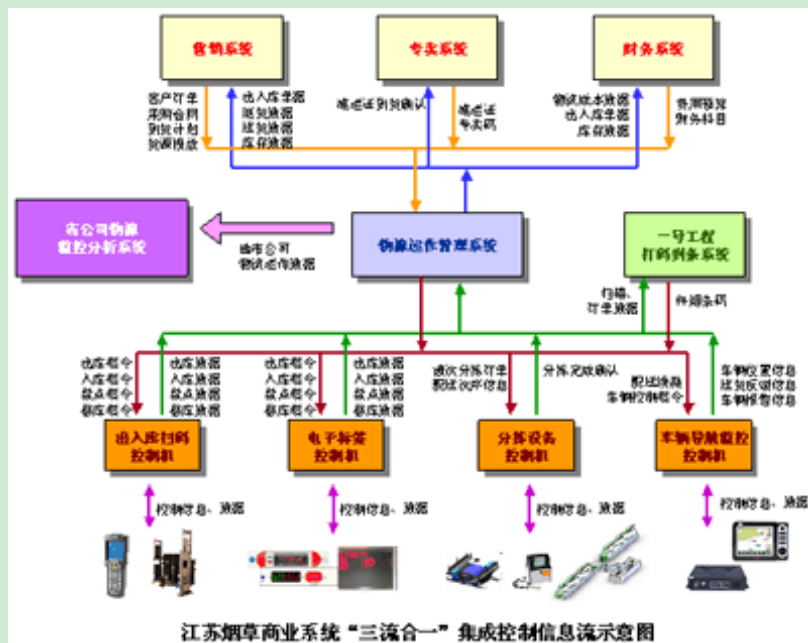 营销系统
专卖系统
财务系统
客户订单
采购合同
到货计划
货源投放
出入库单据
退货数据
送货数据
库存数据
准运证到货确认
准运证
专卖码
物流成本数据
出入库单据
库存数据
费用预算
财务科目
省公司物流
监控分析系统
地市公司
物流运作数据
物流运作管理系统
一号工程
打码到条系统
扫描、
订单数据
件烟条码
出库指令
入库指令
盘点指令
移库指令
出库数据
入库数据
盘点数据
移库数据
出库指令
入库指令
盘点指令
移库指令
出库数据
入库数据
盘点数据
移库数据
波次分拣订单
配送次序信息
分拣完成确认
配送线路
车辆控制指令
车辆位置信息
送货反馈信息
车辆报警信息
出入库扫码
控制机
电子标签
控制机
分拣设备
控制机
车辆导航监控
控制机
控制信息、数据
控制信息、数据
控制信息、数据
控制信息、数据
江苏烟草商业系统“三流合一”集成控制信息流示意图